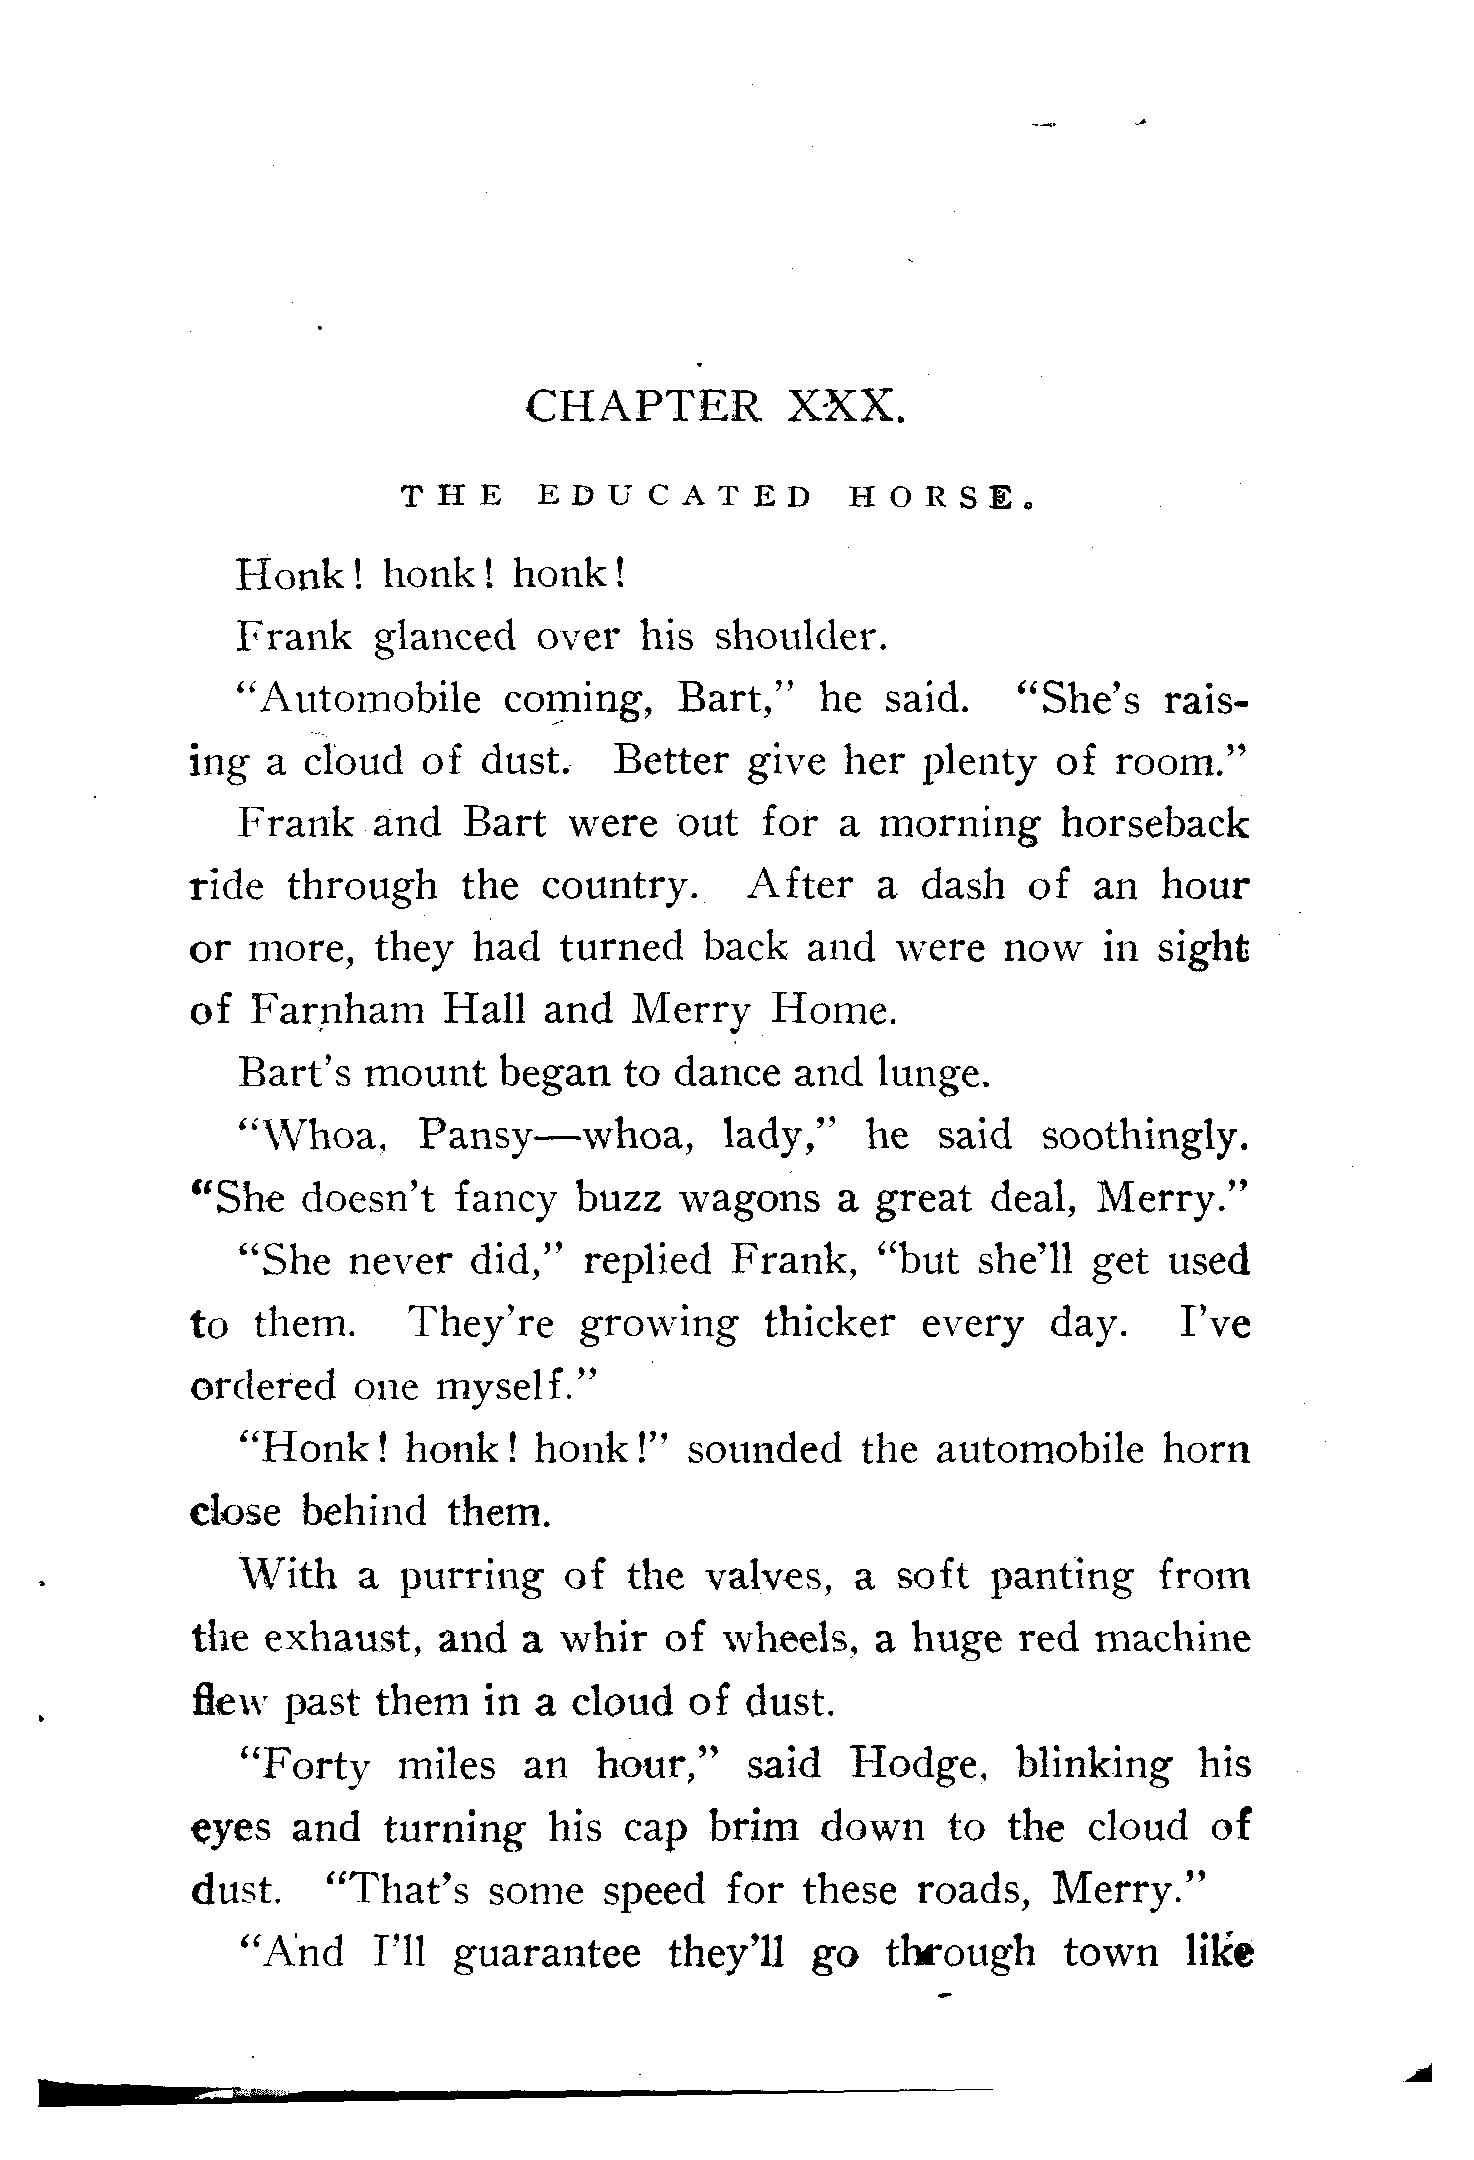 CHAPTER XXX.
THE EDUCATED HORSE.
Honk! honk! honk!
Frank glanced over his shoulder.
“Automobile coming, Bart,” he said. “She’s rais-
ing a cloud of dust. Better give her plenty of room.”
Frank and Bart were out for a morning horseback
ride through the country. After a dash of an hour
or more, they had turned back and were now in sight
of Farnham Hall and Merry Home.
Bart’s mount began to dance and lunge.
“Whoa, Pansy—whoa, lady,” he said soothingly.
“She doesn’t fancy buzz wagons a great deal, Merry.”
“She never did,” replied Frank, “but she’ll get used
to them. They’re growing thicker every day. I’ve
ordered one myself.”
“Honk! honk! honk!” sounded the automobile horn
close behind them.
With a purring of the valves, a soft panting from
the exhaust, and a whir of wheels, a huge red machine
flew past them in a cloud of dust.
“Forty miles an hour,” said Hodge, blinking his
eyes and turning his cap brim down to the cloud of
dust. “That’s some speed for these roads, Merry.”
“And I’ll guarantee they’ll go through town like